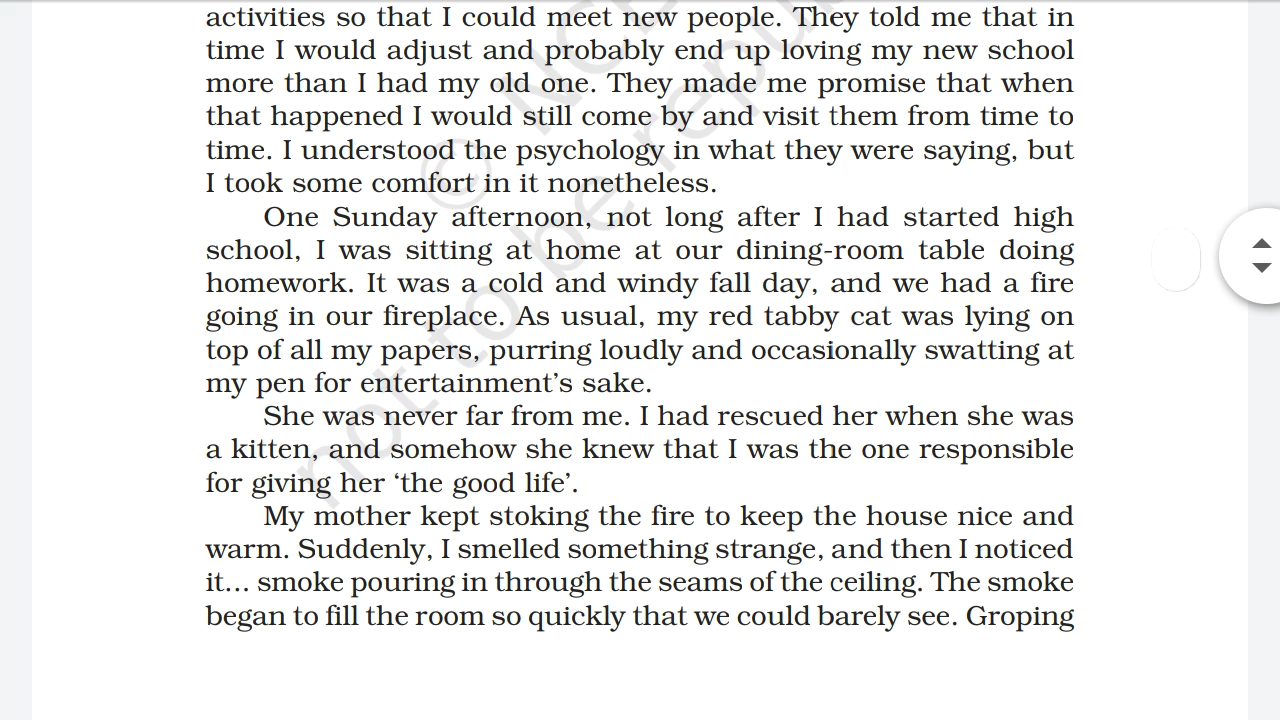 activities so that I could meet new people. They told me that in
time I would adjust and probably end up loving my new school
more than I had my old one. They made me promise that when
that happened I would still come by and visit them from time to
time. I understood the psychology in what they were saying, but
I took some comfort in it nonetheless.
One Sunday afternoon, not long after I had started high
school, I was sitting at home at our dining-room table doing
homework. It was a cold and windy fall day, and we had a fire
going in our fireplace. As usual, my red tabby cat was lying on
top of all my papers, purring loudly and occasionally swatting at
my pen for entertainment’s sake.
She was never far from me. I had rescued her when she was
a kitten, and somehow she knew that I was the one responsible
for giving her ‘the good life’.
My mother kept stoking the fire to keep the house nice and
warm. Suddenly, I smelled something strange, and then I noticed
it... smoke pouring in through the seams of the ceiling. The smoke
began to fill the room so quickly that we could barely see. Groping
© NCE
not to be repu